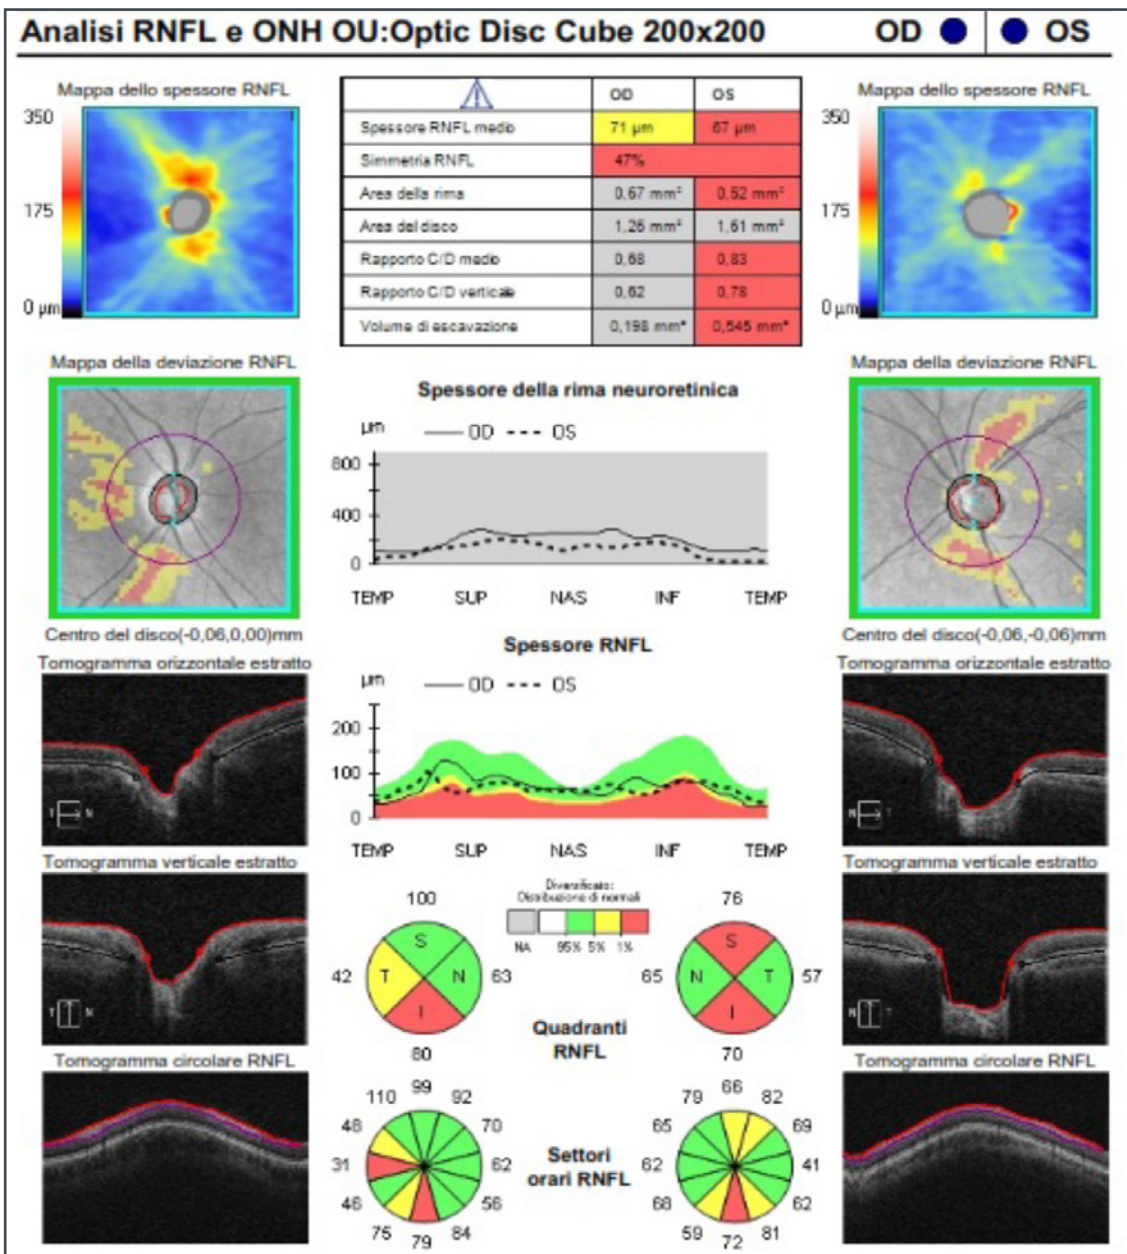 Analisi RNFL e ONH OU:Optic Disc Cube 200x200 OD OS
Mappa dello spessore RNFL
350
175
0 µm
OD OS
Spessore RNFL medio 71 µm 67 µm
Simmetria RNFL 47%
Area della rima 0,67 mm² 0,52 mm²
Area del disco 1,26 mm² 1,61 mm²
Rapporto C/D medio 0,68 0,83
Rapporto C/D verticale 0,62 0,78
Volume di escavazione 0,198 mm³ 0,545 mm³
Mappa dello spessore RNFL
350
175
0 µm
Mappa della deviazione RNFL
Centro del disco(-0,06,0,00)mm
Spessore della rima neuroretinica
µm OD OS
800
400
0
TEMP SUP NAS INF TEMP
Mappa della deviazione RNFL
Centro del disco(-0,06,-0,06)mm
Tomogramma orizzontale estratto
T N
Spessore RNFL
µm OD OS
200
100
0
TEMP SUP NAS INF TEMP
Tomogramma orizzontale estratto
N T
Tomogramma verticale estratto
T N
Diversificato:
Distribuzione di normali
NA 95% 5% 1%
100
S
42 T N 63
I
80
76
S
65 N T 57
I
70
Quadranti
RNFL
Tomogramma verticale estratto
N T
Tomogramma circolare RNFL
99
110 92
48 70
31 62
46 56
75 84
79
Settori
orari RNFL
66
79 82
65 69
62 41
68 62
59 81
72
Tomogramma circolare RNFL